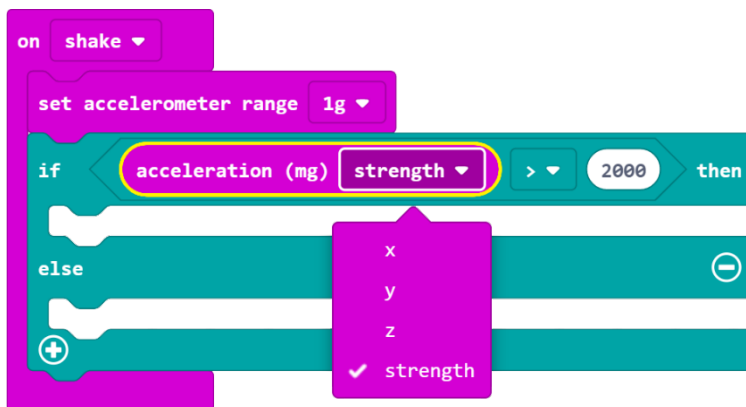 on shake
set accelerometer range 1g
if acceleration (mg) strength > 2000 then
x
else
y
z
strength